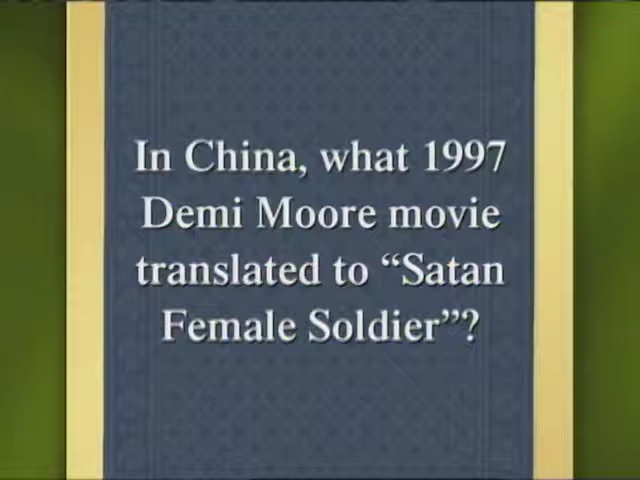 In China, what 1997
Demi Moore movie
translated to “Satan
Female Soldier”?